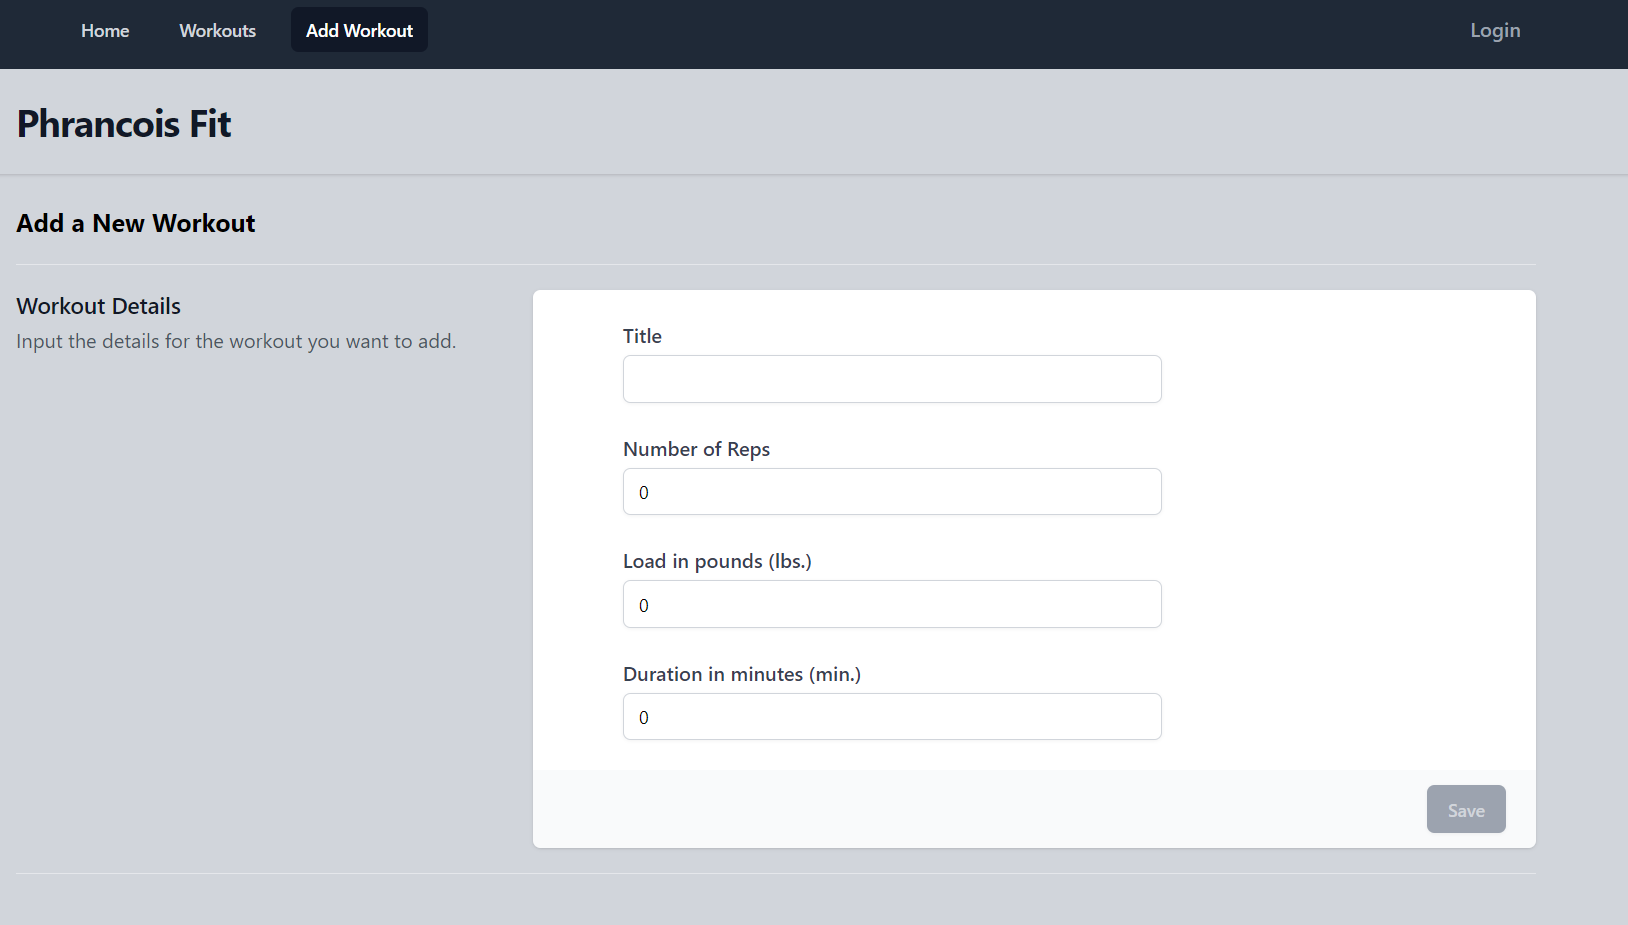 Home Workouts Add Workout Login
Phrancois Fit
Add a New Workout
Workout Details
Input the details for the workout you want to add.
Title
Number of Reps
0
Load in pounds (lbs.)
0
Duration in minutes (min.)
0
Save